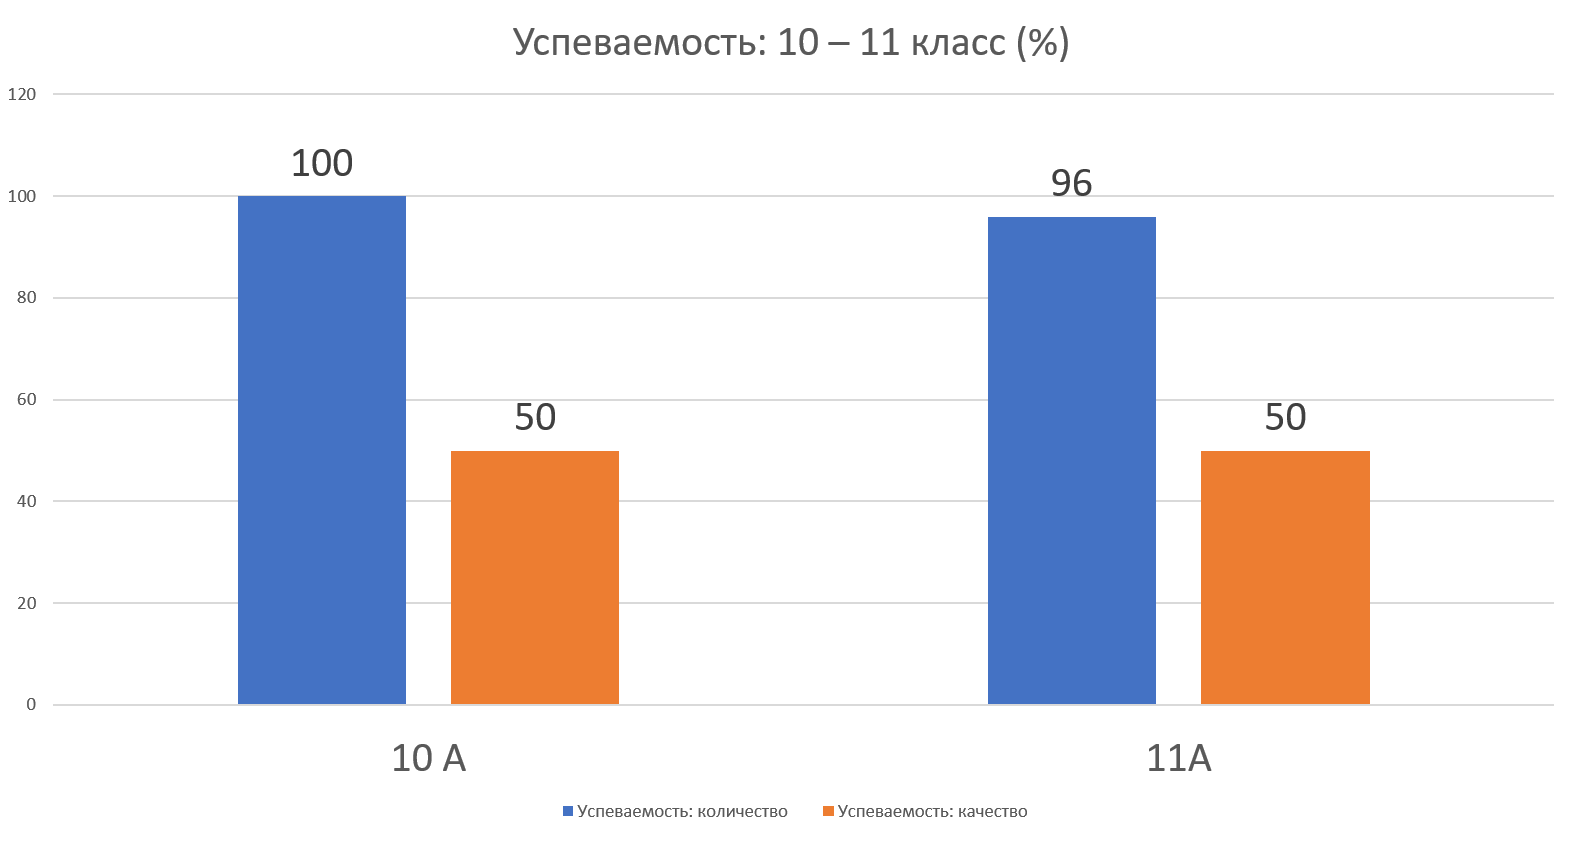 Успеваемость: 10 – 11 класс (%)
120
100
80
60
40
20
0
100
50
96
50
10 А
11А
Успеваемость: количество
Успеваемость: качество